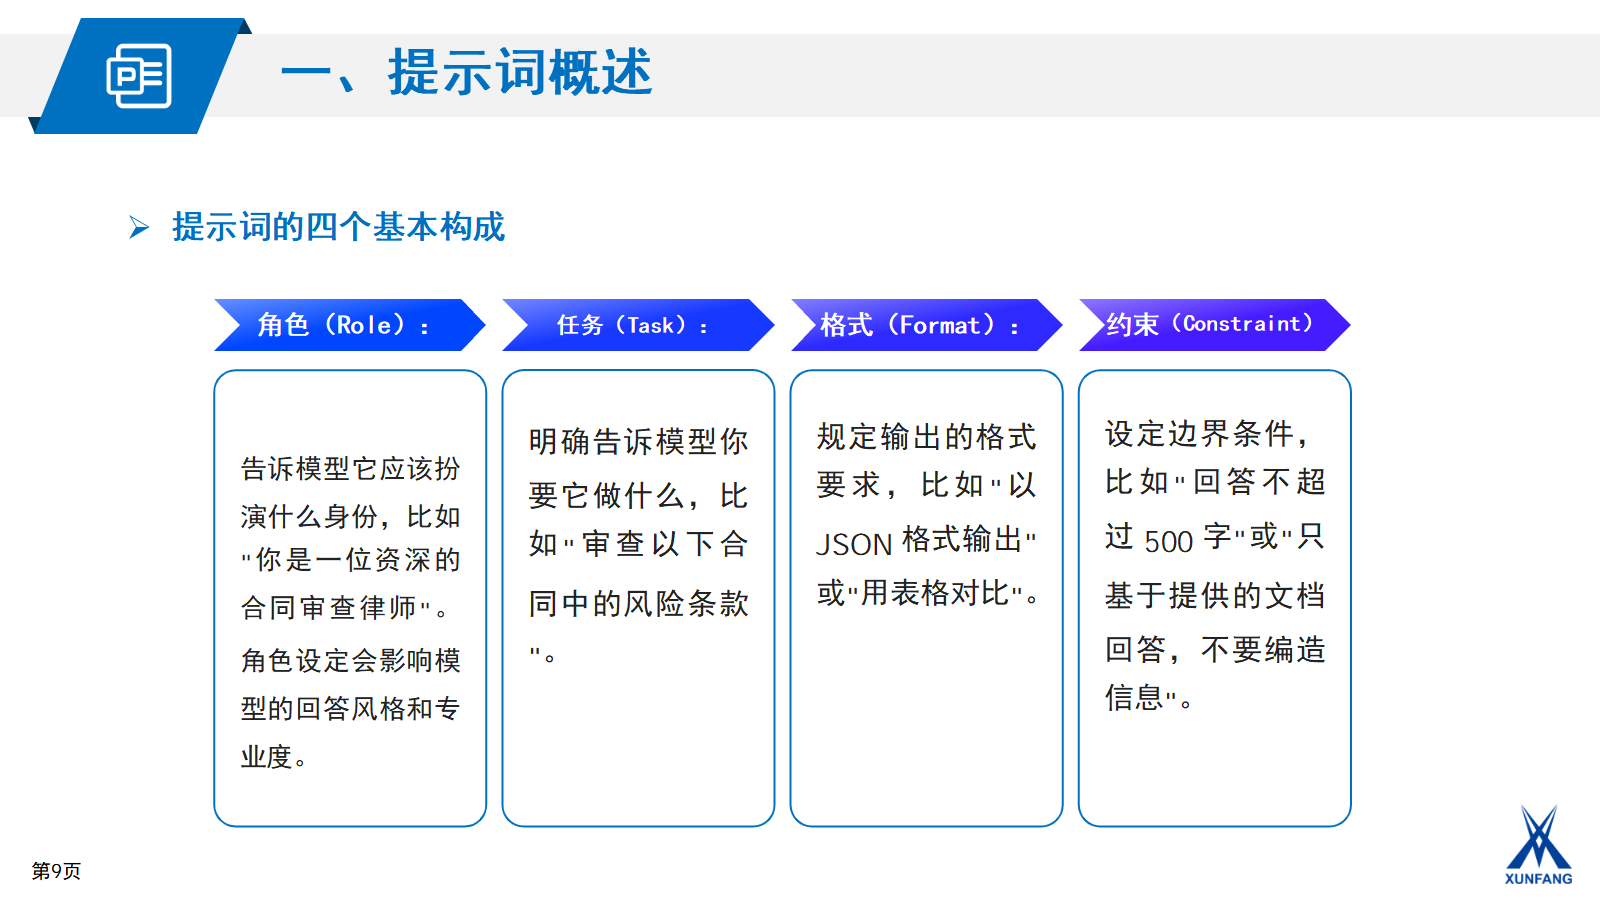 一、提示词概述
提示词的四个基本构成
角色（Role）：
告诉模型它应该扮
演什么身份，比如
"你是一位资深的
合同审查律师"。
角色设定会影响模
型的回答风格和专
业度。
任务（Task）：
明确告诉模型你
要它做什么，比
如"审查以下合
同中的风险条款
"。
格式（Format）：
规定输出的格式
要求，比如"以
JSON 格式输出"
或"用表格对比"。
约束（Constraint）
设定边界条件，
比如"回答不超
过 500 字"或"只
基于提供的文档
回答，不要编造
信息"。
第9页
XUNFANG